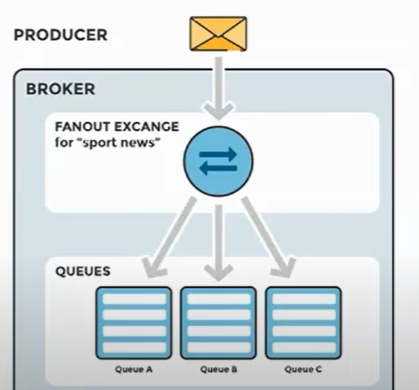 PRODUCER
BROKER
FANOUT EXCANGE
for "sport news"
QUEUES
Queue A
Queue B
Queue C